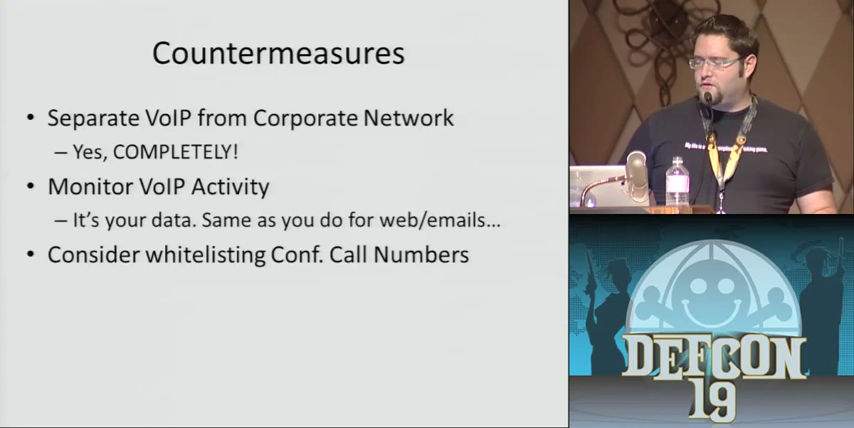 Countermeasures
• Separate VoIP from Corporate Network
– Yes, COMPLETELY!
• Monitor VoIP Activity
– It's your data. Same as you do for web/emails...
• Consider whitelisting Conf. Call Numbers
DEFCON
19